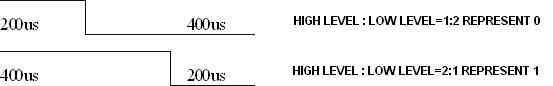 200us 400us HIGH LEVEL : LOW LEVEL=1:2 REPRESENT 0
400us 200us HIGH LEVEL : LOW LEVEL=2:1 REPRESENT 1